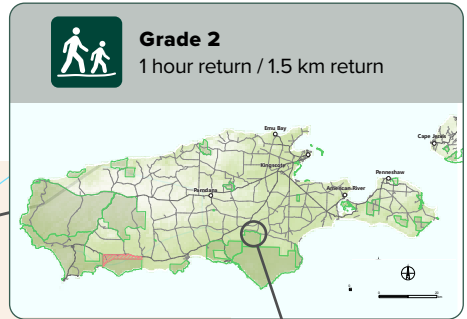 Grade 2
1 hour return / 1.5 km return
Emu Bay
Cape Jervis
Kingscote
Penneshaw
Parndana
American River